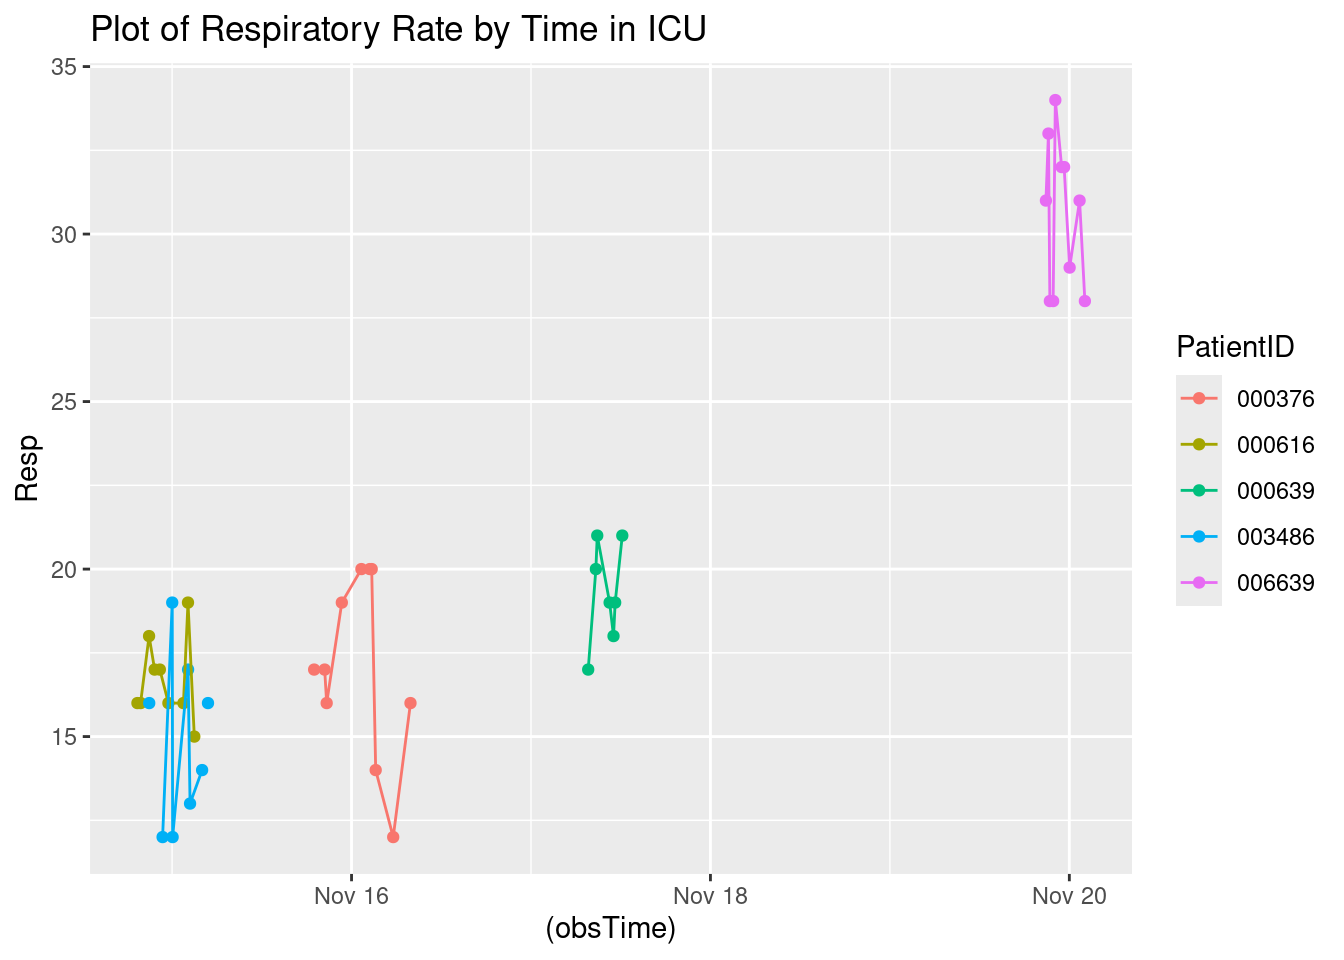 Plot of Respiratory Rate by Time in ICU
35
30
25
20
15
Resp
Nov 16
Nov 18
Nov 20
(obsTime)
PatientID
000376
000616
000639
003486
006639